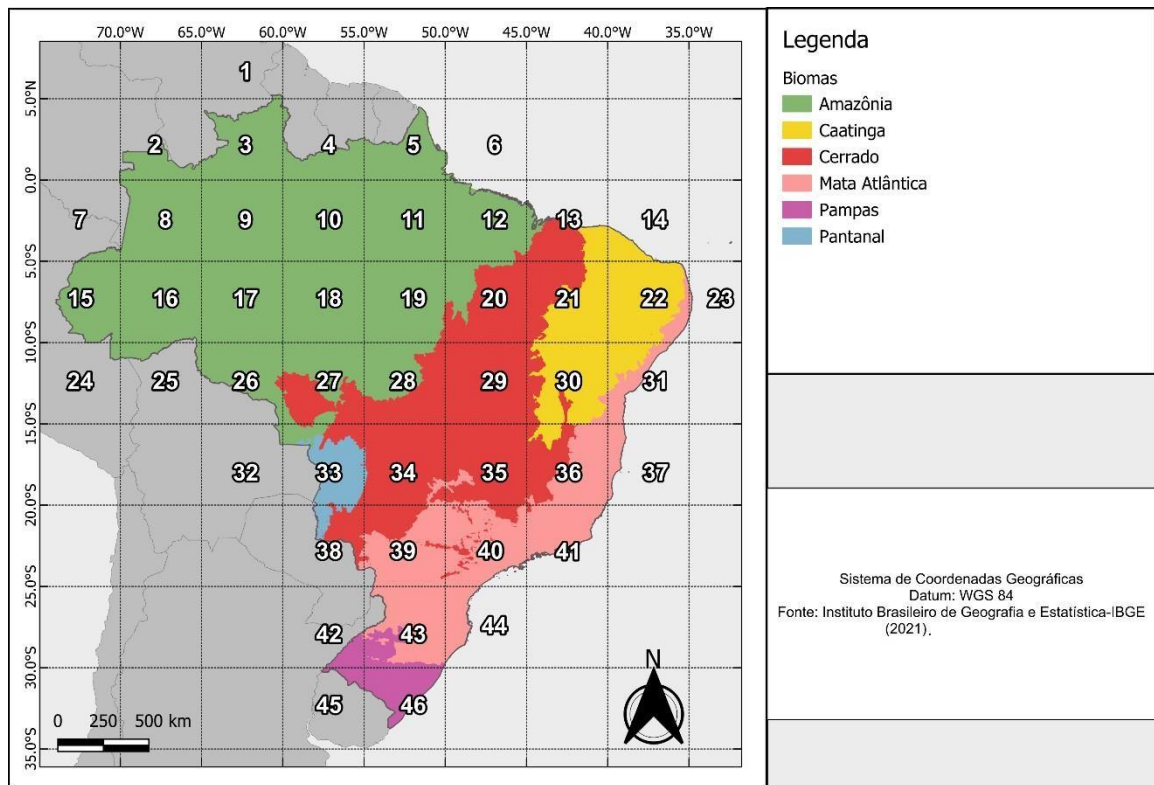 70.0°W 65.0°W 60.0°W 55.0°W 50.0°W 45.0°W 40.0°W 35.0°W
5.0°N
0.0°
5.0°S
10.0°S
15.0°S
20.0°S
25.0°S
30.0°S
35.0°S
1
2 3 4 5 6
7 8 9 10 11 12 13 14
15 16 17 18 19 20 21 22 23
24 25 26 27 28 29 30 31
32 33 34 35 36 37
38 39 40 41
42 43 44
45 46
N
0 250 500 km
Legenda
Biomas
Amazônia
Caatinga
Cerrado
Mata Atlântica
Pampas
Pantanal
Sistema de Coordenadas Geográficas
Datum: WGS 84
Fonte: Instituto Brasileiro de Geografia e Estatística-IBGE
(2021).